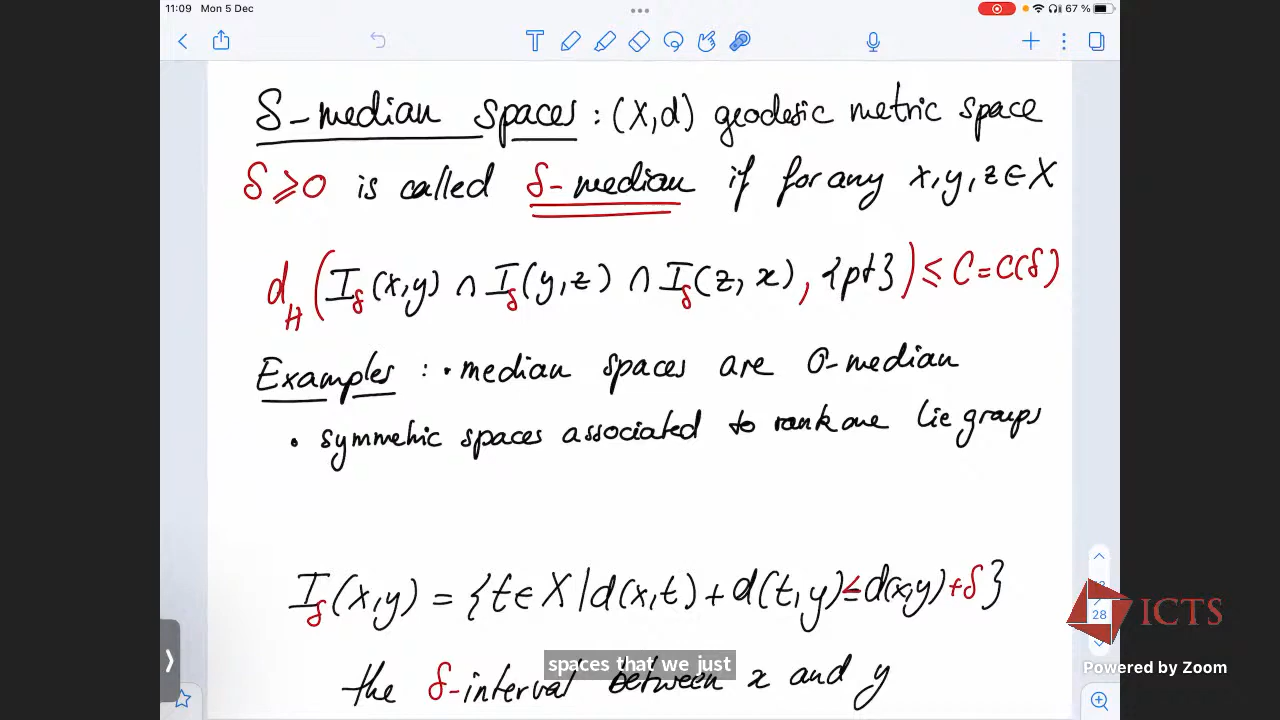 11:09 Mon 5 Dec
67 %
δ-median spaces : (X,d) geodesic metric space
δ ⩾ 0 is called δ-median if for any x,y,z ∈ X
d_H ( I_δ(x,y) ∩ I_δ(y,z) ∩ I_δ(z,x) , {pt} ) ≤ C = C(δ)
Examples : • median spaces are 0-median
• symmetric spaces associated to rank one Lie groups
I_δ(x,y) = {t ∈ X | d(x,t) + d(t,y) ≤ d(x,y) + δ }
28
ICTS
spaces that we just
Powered by Zoom
the δ-interval between x and y